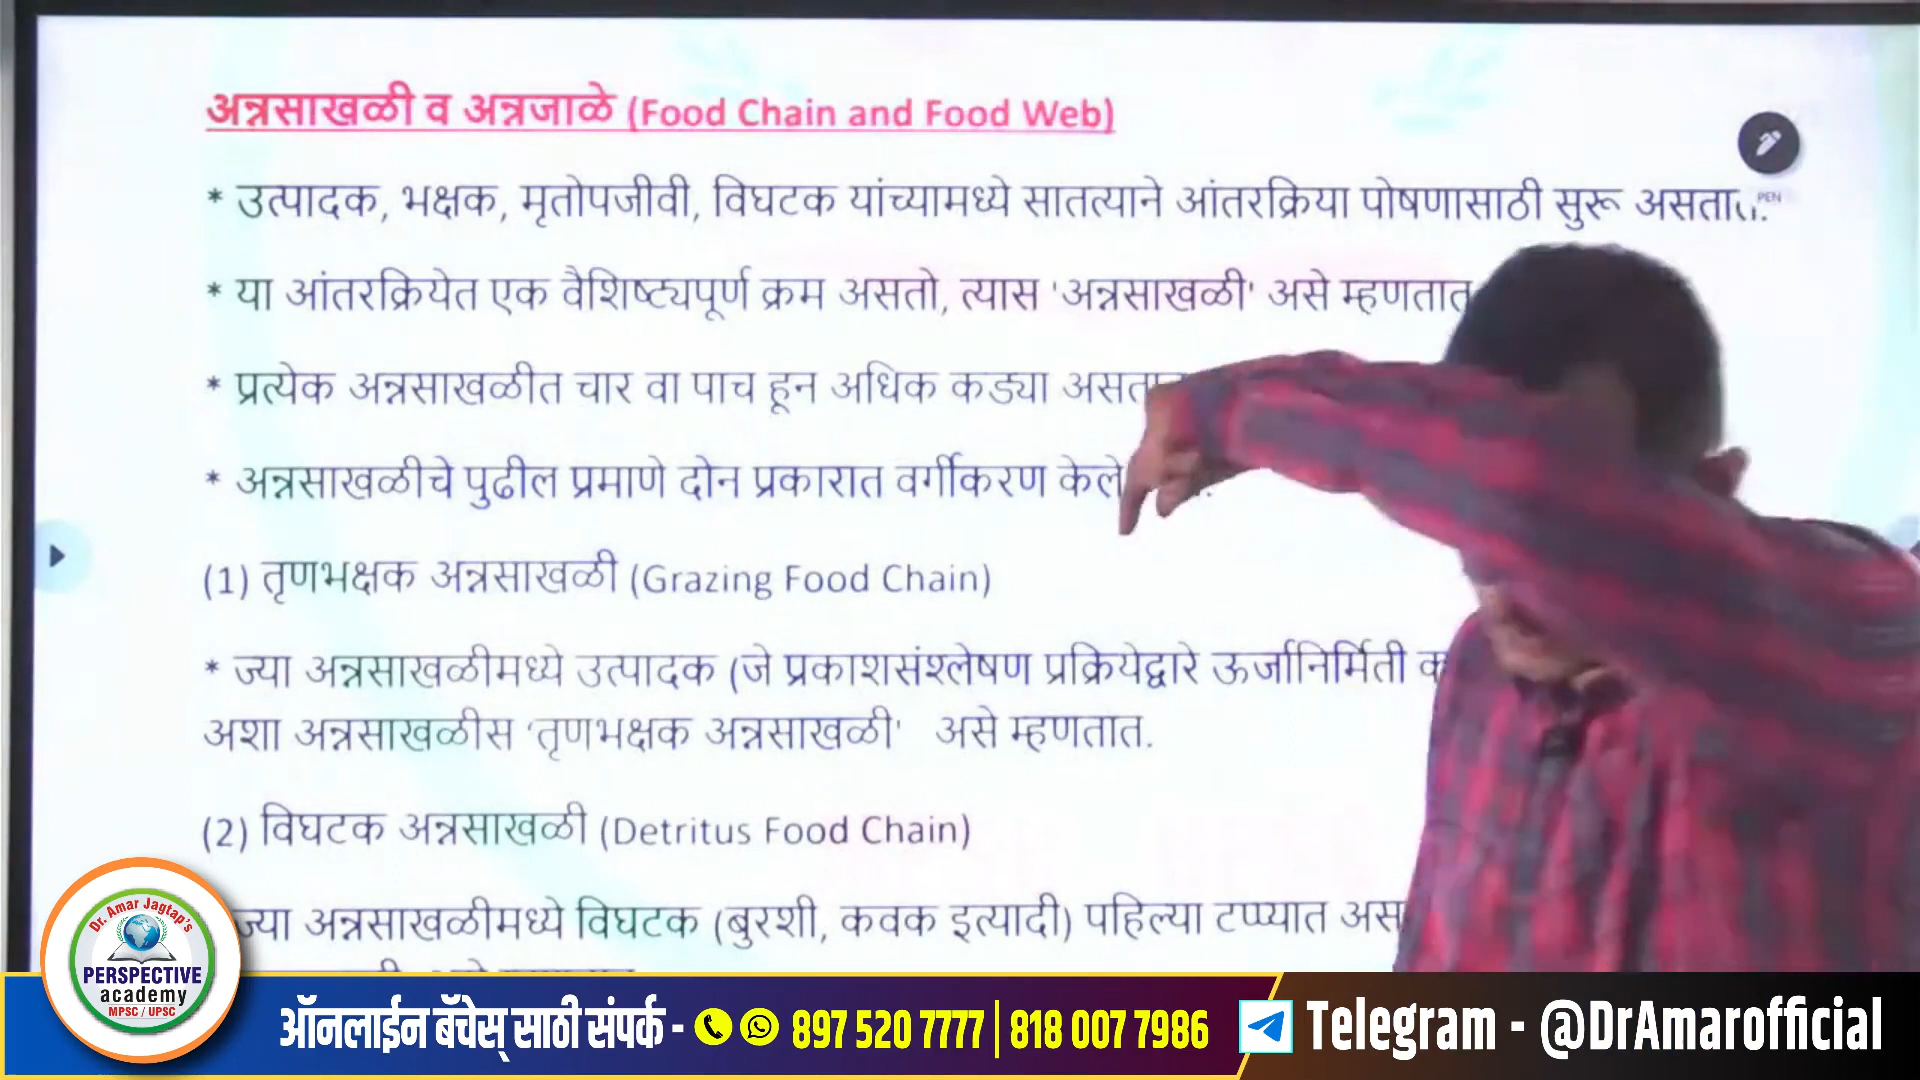 अन्नसाखळी व अन्नजाळे (Food Chain and Food Web)
* उत्पादक, भक्षक, मृतोपजीवी, विघटक यांच्यामध्ये सातत्याने आंतरक्रिया पोषणासाठी सुरू असतात.
PEN
* या आंतरक्रियेत एक वैशिष्ट्यपूर्ण क्रम असतो, त्यास 'अन्नसाखळी' असे म्हणतात
* प्रत्येक अन्नसाखळीत चार वा पाच हून अधिक कड्या
* अन्नसाखळीचे पुढील प्रमाणे दोन प्रकारात वर्गीकरण केले
(1) तृणभक्षक अन्नसाखळी (Grazing Food Chain)
* ज्या अन्नसाखळीमध्ये उत्पादक (जे प्रकाशसंश्लेषण प्रक्रियेद्वारे ऊर्जानिर्मिती
अशा अन्नसाखळीस 'तृणभक्षक अन्नसाखळी' असे म्हणतात.
(2) विघटक अन्नसाखळी (Detritus Food Chain)
ज्या अन्नसाखळीमध्ये विघटक (बुरशी, कवक इत्यादी) पहिल्या टप्प्यात
Dr. Amar Jagtap's
PERSPECTIVE
academy
MPSC / UPSC
ऑनलाईन बॅचेस् साठी संपर्क - 897 520 7777 | 818 007 7986
Telegram - @DrAmarofficial